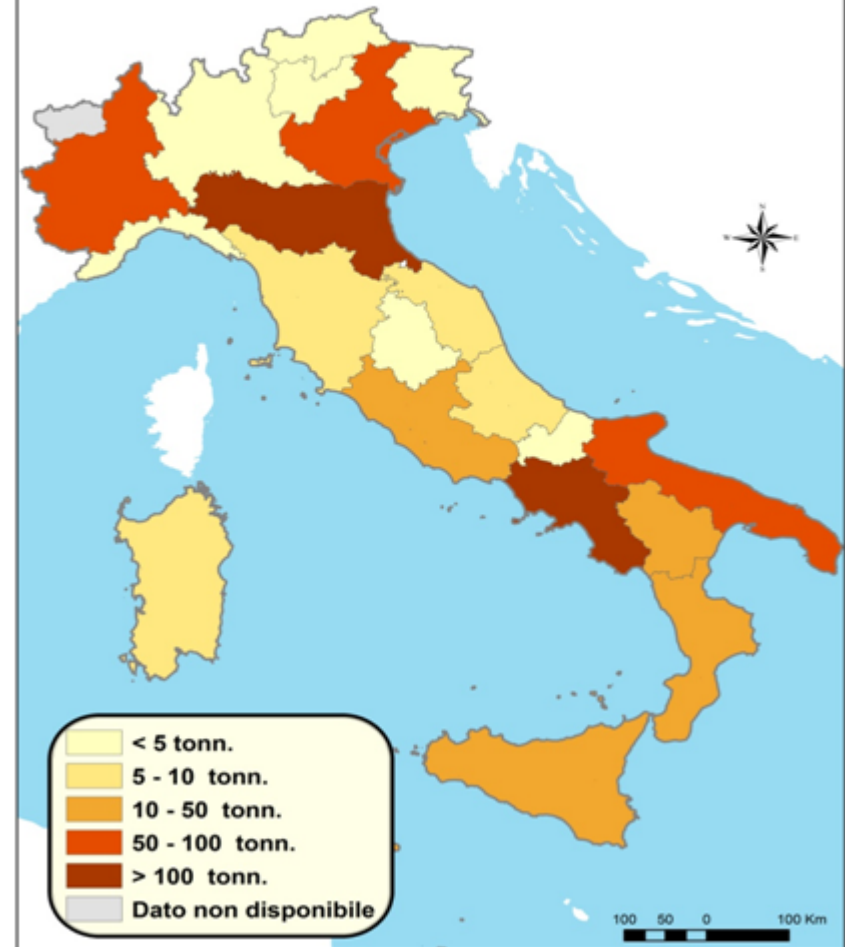 N
W E
S
< 5 tonn.
5 - 10 tonn.
10 - 50 tonn.
50 - 100 tonn.
> 100 tonn.
Dato non disponibile
100 50 0 100 Km